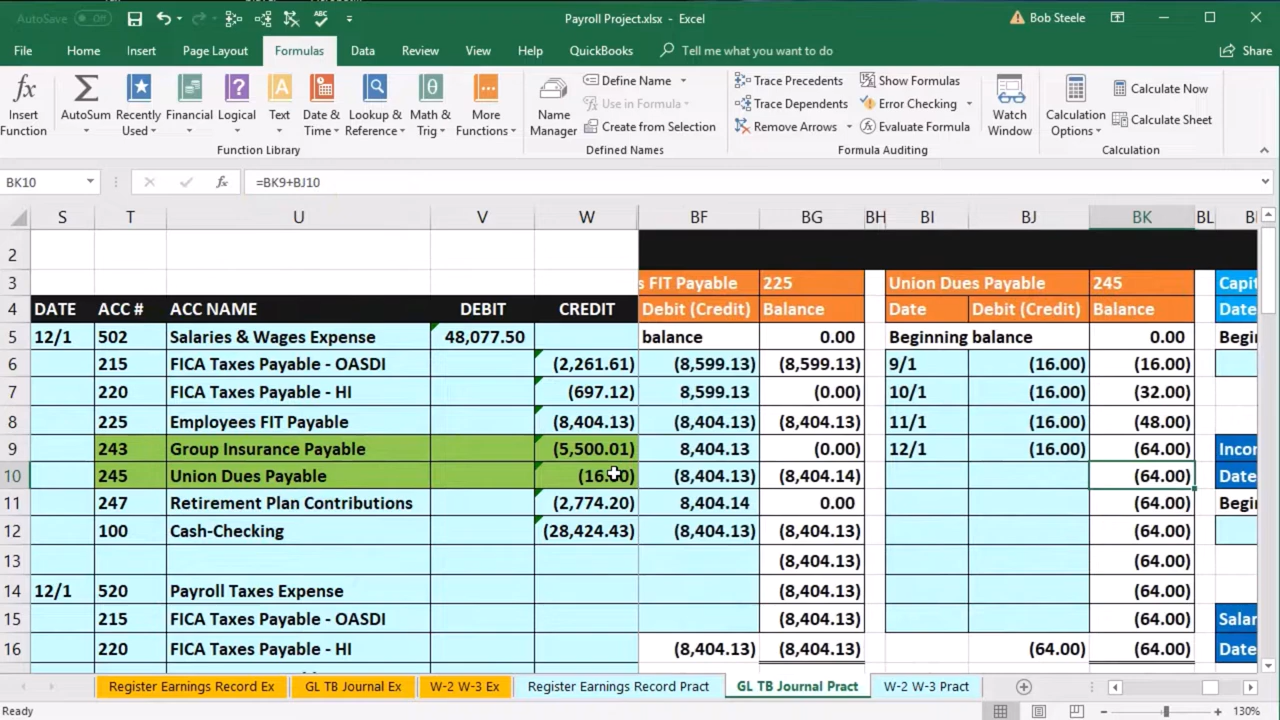 AutoSave Off Payroll Project.xlsx - Excel Bob Steele
File Home Insert Page Layout Formulas Data Review View Help QuickBooks Tell me what you want to do Share
fx Σ ? A θ
Insert Function AutoSum Recently Used Financial Logical Text Date & Time Lookup & Reference Math & Trig More Functions
Function Library
Name Manager Define Name Use in Formula Create from Selection
Defined Names
Trace Precedents Trace Dependents Remove Arrows Show Formulas Error Checking Evaluate Formula Watch Window
Formula Auditing
Calculation Options Calculate Now Calculate Sheet
Calculation
BK10 fx =BK9+BJ10
S T U V W BF BG BH BI BJ BK BL
2
3 s FIT Payable 225 Union Dues Payable 245 Capit
4 DATE ACC # ACC NAME DEBIT CREDIT Debit (Credit) Balance Date Debit (Credit) Balance Date
5 12/1 502 Salaries & Wages Expense 48,077.50 balance 0.00 Beginning balance 0.00 Begin
6 215 FICA Taxes Payable - OASDI (2,261.61) (8,599.13) (8,599.13) 9/1 (16.00) (16.00)
7 220 FICA Taxes Payable - HI (697.12) 8,599.13 (0.00) 10/1 (16.00) (32.00)
8 225 Employees FIT Payable (8,404.13) (8,404.13) (8,404.13) 11/1 (16.00) (48.00)
9 243 Group Insurance Payable (5,500.01) 8,404.13 (0.00) 12/1 (16.00) (64.00) Incor
10 245 Union Dues Payable (8,404.13) (8,404.14) (64.00) Date
11 247 Retirement Plan Contributions (2,774.20) 8,404.14 0.00 (64.00) Begin
12 100 Cash-Checking (28,424.43) (8,404.13) (8,404.13) (64.00)
13 (8,404.13) (64.00)
14 12/1 520 Payroll Taxes Expense (8,404.13) (64.00)
15 215 FICA Taxes Payable - OASDI (8,404.13) (64.00) Salar
16 220 FICA Taxes Payable - HI (8,404.13) (8,404.13) (64.00) (64.00) Date
Register Earnings Record Ex GL TB Journal Ex W-2 W-3 Ex Register Earnings Record Pract GL TB Journal Pract W-2 W-3 Pract
Ready 130%